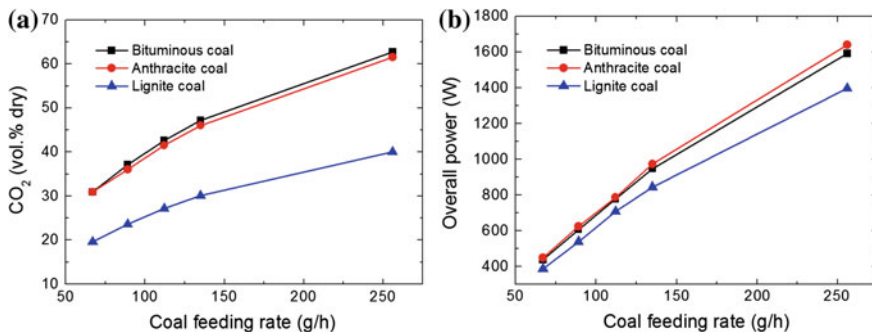 (a)
70
60
50
40
30
20
10
CO₂ (vol.% dry)
Bituminous coal
Anthracite coal
Lignite coal
50 100 150 200 250
Coal feeding rate (g/h)
(b)
1800
1600
1400
1200
1000
800
600
400
Overall power (W)
Bituminous coal
Anthracite coal
Lignite coal
50 100 150 200 250
Coal feeding rate (g/h)